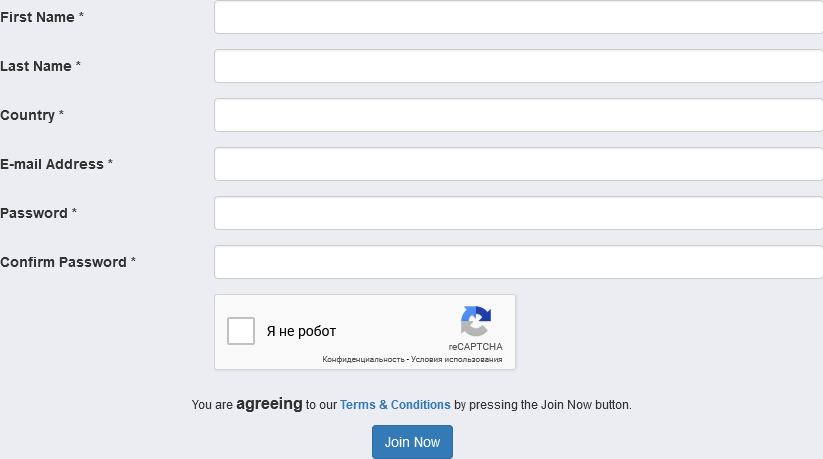 First Name *
Last Name *
Country *
E-mail Address *
Password *
Confirm Password *
Я не робот
reCAPTCHA
Конфиденциальность - Условия использования
You are agreeing to our Terms & Conditions by pressing the Join Now button.
Join Now